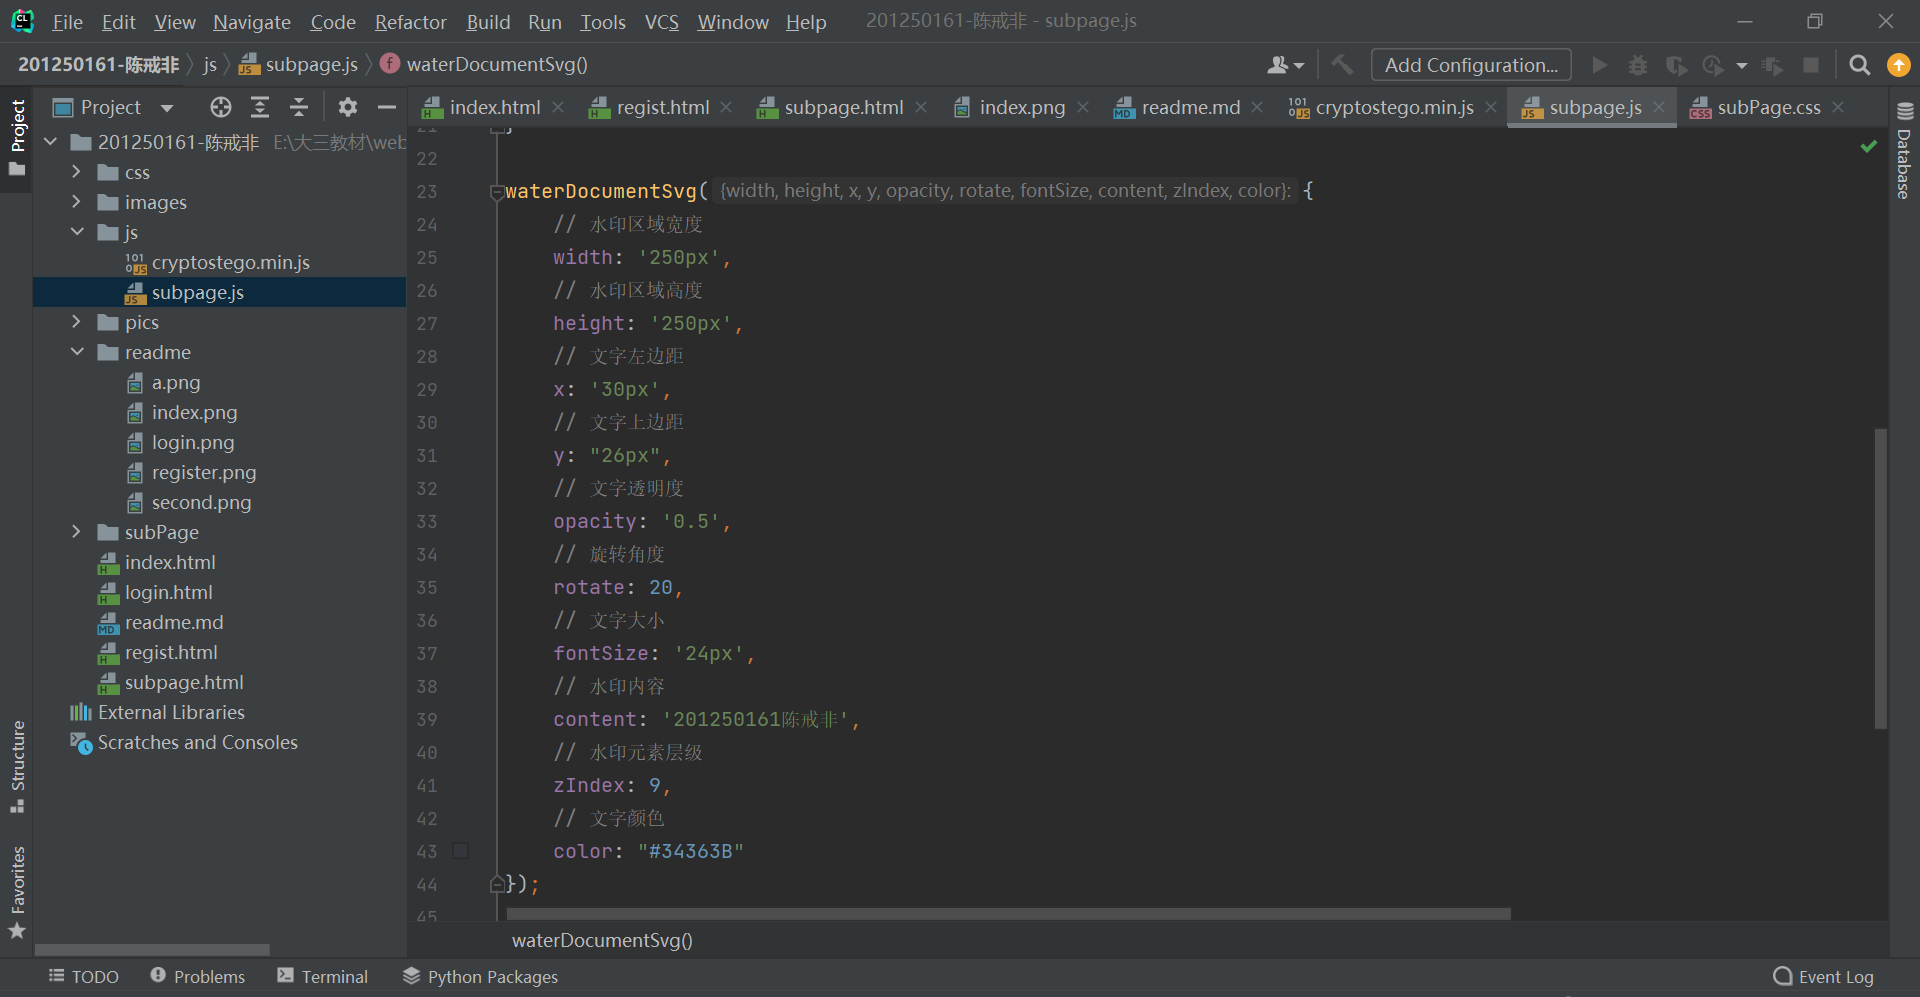 File Edit View Navigate Code Refactor Build Run Tools VCS Window Help 201250161-陈戒非 - subpage.js
201250161-陈戒非 js subpage.js waterDocumentSvg()
Add Configuration...
Project
index.html
regist.html
subpage.html
index.png
readme.md
cryptostego.min.js
subpage.js
subPage.css
Project
Structure
Favorites
201250161-陈戒非 E:\大三教材\web
css
images
js
cryptostego.min.js
subpage.js
pics
readme
a.png
index.png
login.png
register.png
second.png
subPage
index.html
login.html
readme.md
regist.html
subpage.html
External Libraries
Scratches and Consoles
21 }
22
23 waterDocumentSvg( {width, height, x, y, opacity, rotate, fontSize, content, zIndex, color}: {
24 // 水印区域宽度
25 width: '250px',
26 // 水印区域高度
27 height: '250px',
28 // 文字左边距
29 x: '30px',
30 // 文字上边距
31 y: "26px",
32 // 文字透明度
33 opacity: '0.5',
34 // 旋转角度
35 rotate: 20,
36 // 文字大小
37 fontSize: '24px',
38 // 水印内容
39 content: '201250161陈戒非',
40 // 水印元素层级
41 zIndex: 9,
42 // 文字颜色
43 color: "#34363B"
44 });
45
waterDocumentSvg()
Database
TODO Problems Terminal Python Packages Event Log